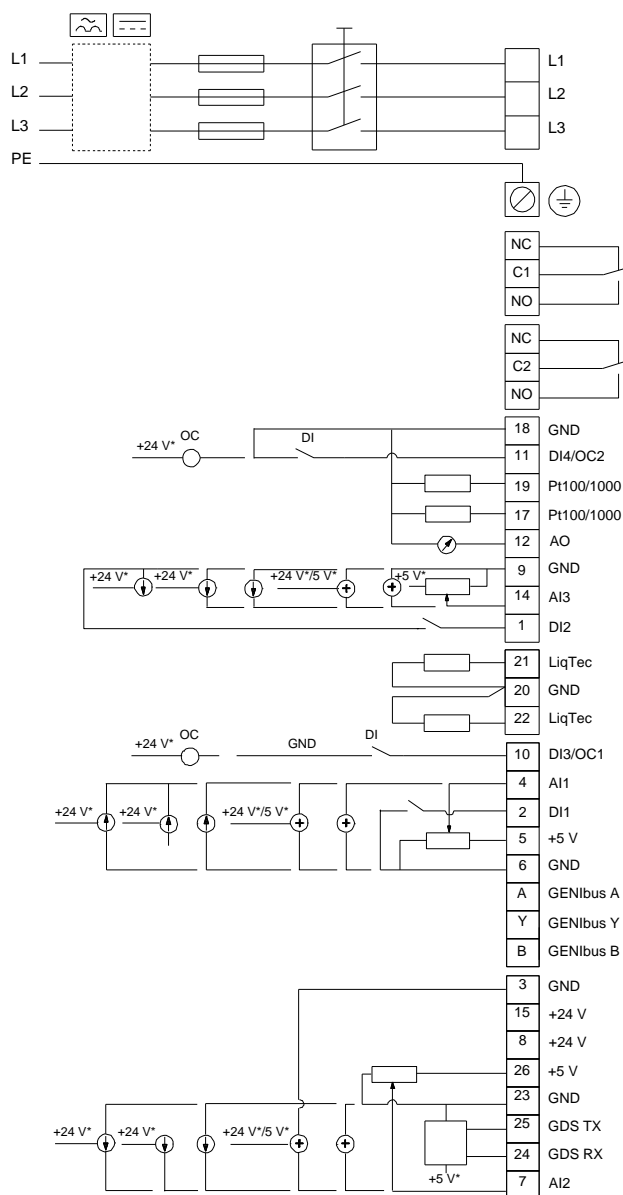 L1 L1
L2 L2
L3 L3
PE
NC
C1
NO
NC
C2
NO
18 GND
+24 V* OC DI 11 DI4/OC2
19 Pt100/1000
17 Pt100/1000
12 AO
9 GND
+24 V* +24 V* +24 V*/5 V* +5 V*
14 AI3
1 DI2
21 LiqTec
20 GND
22 LiqTec
+24 V* OC GND DI 10 DI3/OC1
4 AI1
+24 V* +24 V* +24 V*/5 V* 2 DI1
5 +5 V
6 GND
A GENIbus A
Y GENIbus Y
B GENIbus B
3 GND
15 +24 V
8 +24 V
26 +5 V
23 GND
25 GDS TX
+24 V* +24 V* +24 V*/5 V*
24 GDS RX
+5 V*
7 AI2